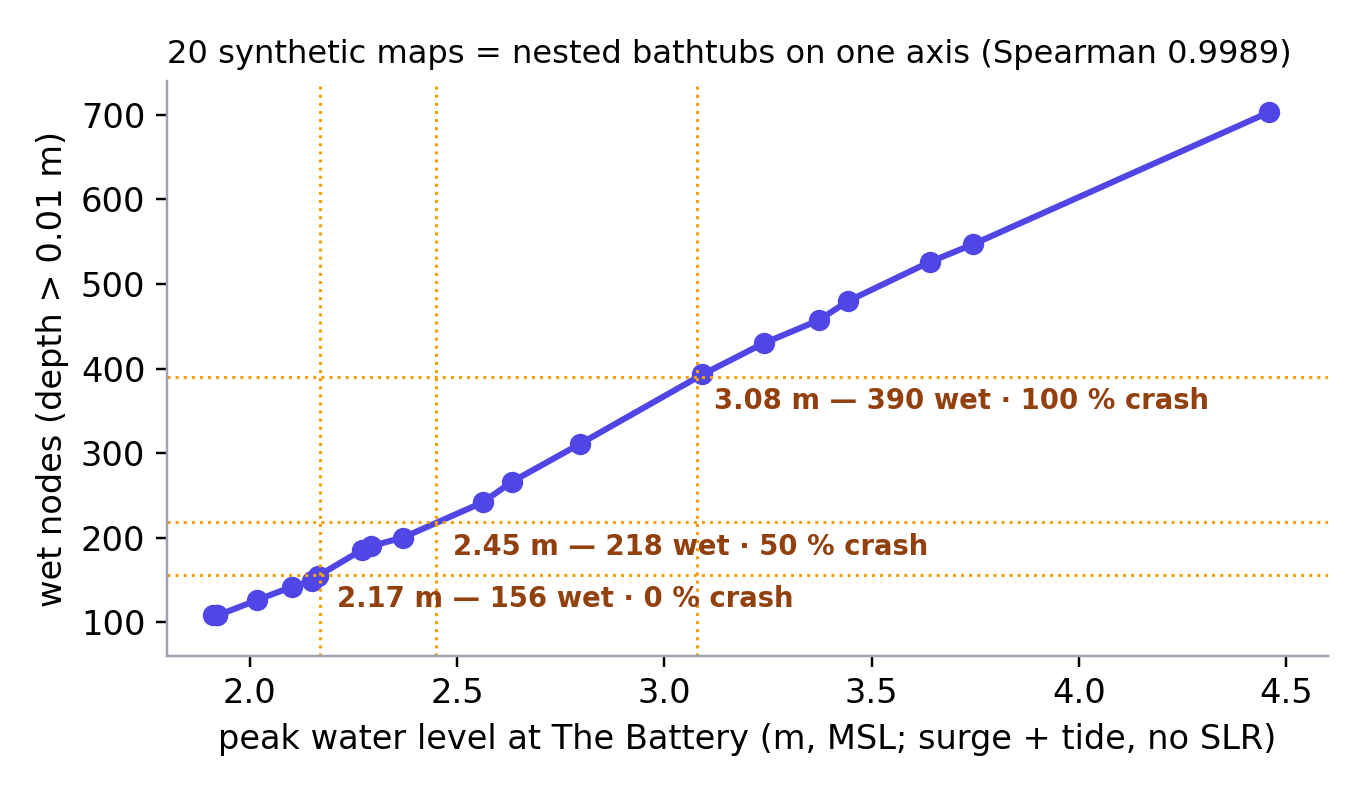 20 synthetic maps = nested bathtubs on one axis (Spearman 0.9989)
wet nodes (depth > 0.01 m)
700
600
500
400
300
200
100
3.08 m — 390 wet · 100 % crash
2.45 m — 218 wet · 50 % crash
2.17 m — 156 wet · 0 % crash
2.0 2.5 3.0 3.5 4.0 4.5
peak water level at The Battery (m, MSL; surge + tide, no SLR)